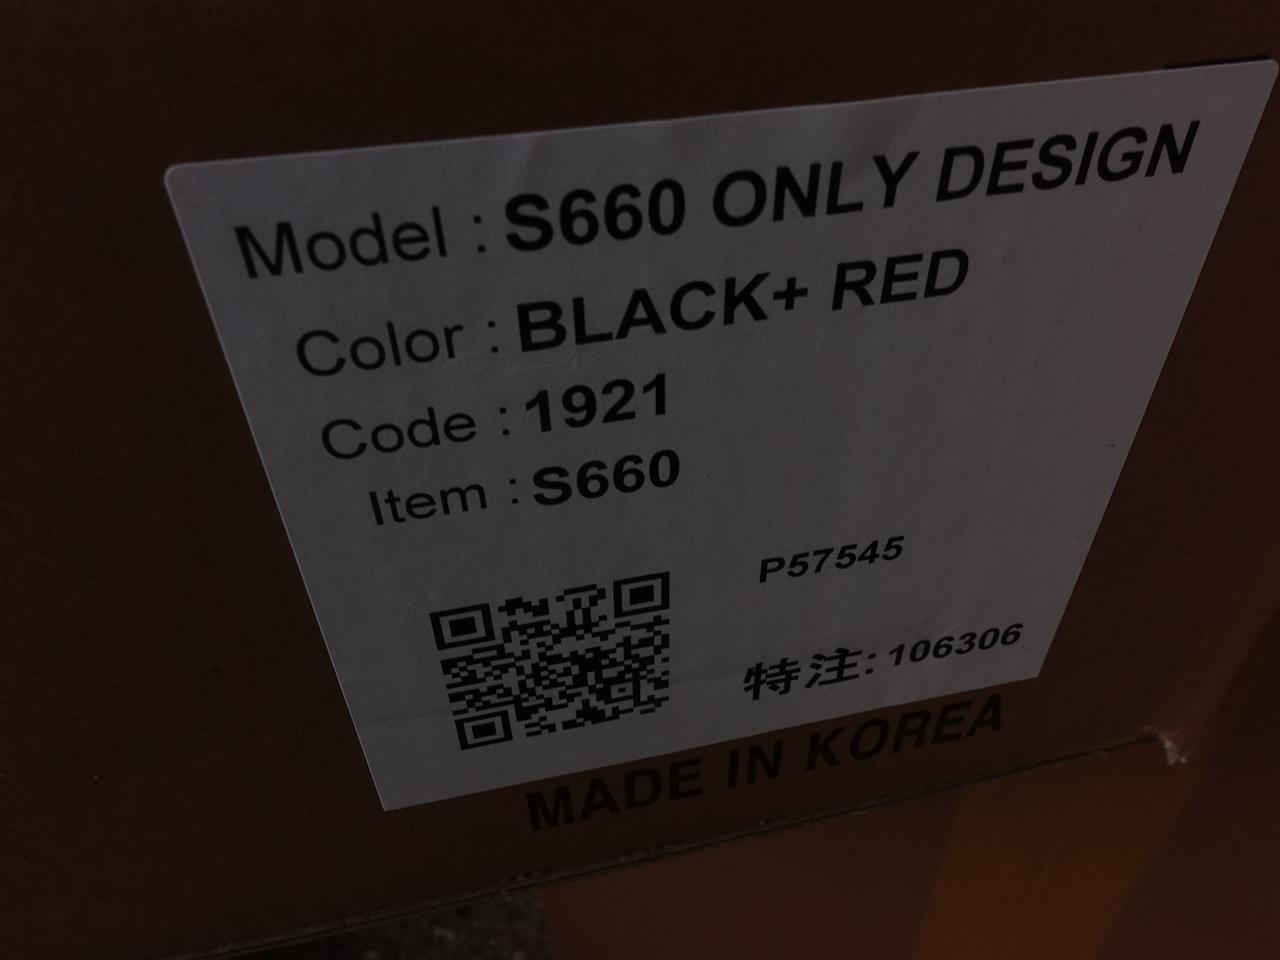 Model : S660 ONLY DESIGN
Color : BLACK+ RED
Code : 1921
Item : S660
P57545
特注: 106306
MADE IN KOREA